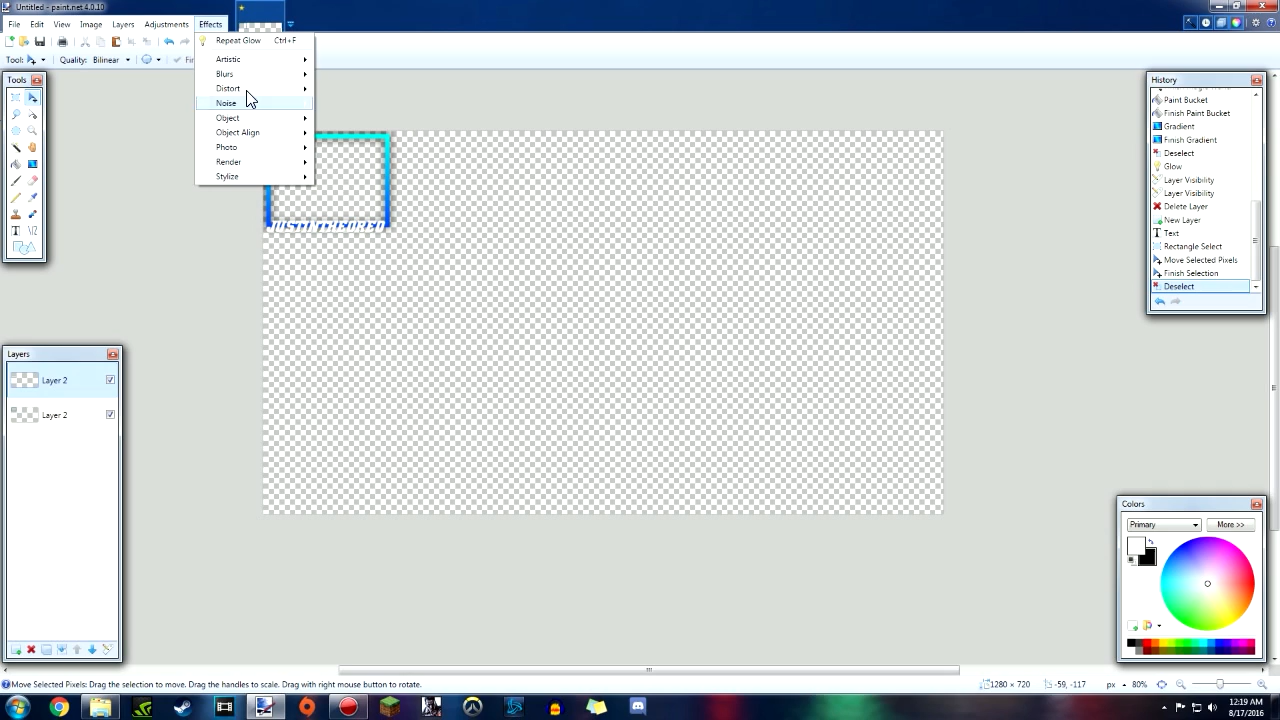 Untitled - paint.net 4.0.10
File Edit View Image Layers Adjustments Effects
Tool: Quality: Bilinear Fin
Repeat Glow Ctrl+F
Artistic
Blurs
Distort
Noise
Object
Object Align
Photo
Render
Stylize
Tools
JUSTINTHEOREO
History
Paint Bucket
Finish Paint Bucket
Gradient
Finish Gradient
Deselect
Glow
Layer Visibility
Layer Visibility
Delete Layer
New Layer
Text
Rectangle Select
Move Selected Pixels
Finish Selection
Deselect
Layers
Layer 2
Layer 2
Colors
Primary More >>
Move Selected Pixels: Drag the selection to move. Drag the handles to scale. Drag with right mouse button to rotate. 1280 × 720 -59, -117 px 80%
12:19 AM
8/17/2016